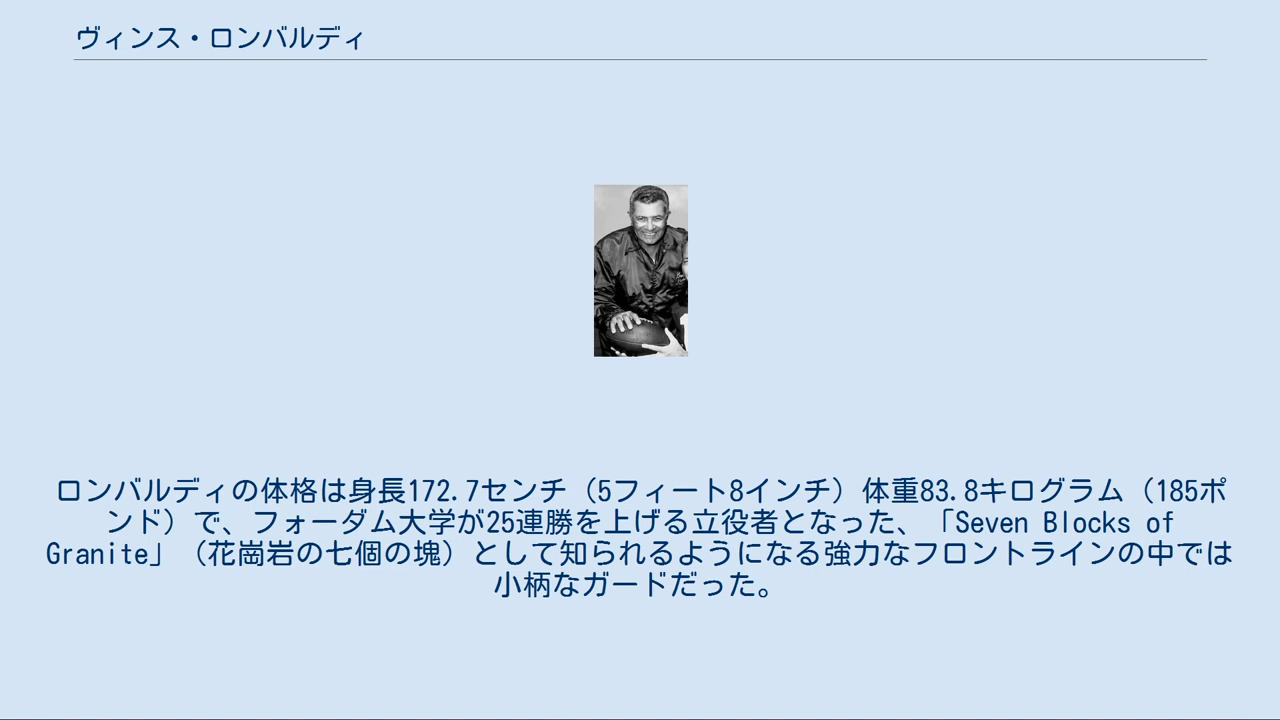 ヴィンス・ロンバルディ
ロンバルディの体格は身長172.7センチ（5フィート8インチ）体重83.8キログラム（185ポ
ンド）で、フォーダム大学が25連勝を上げる立役者となった、「Seven Blocks of
Granite」（花崗岩の七個の塊）として知られるようになる強力なフロントラインの中では
小柄なガードだった。